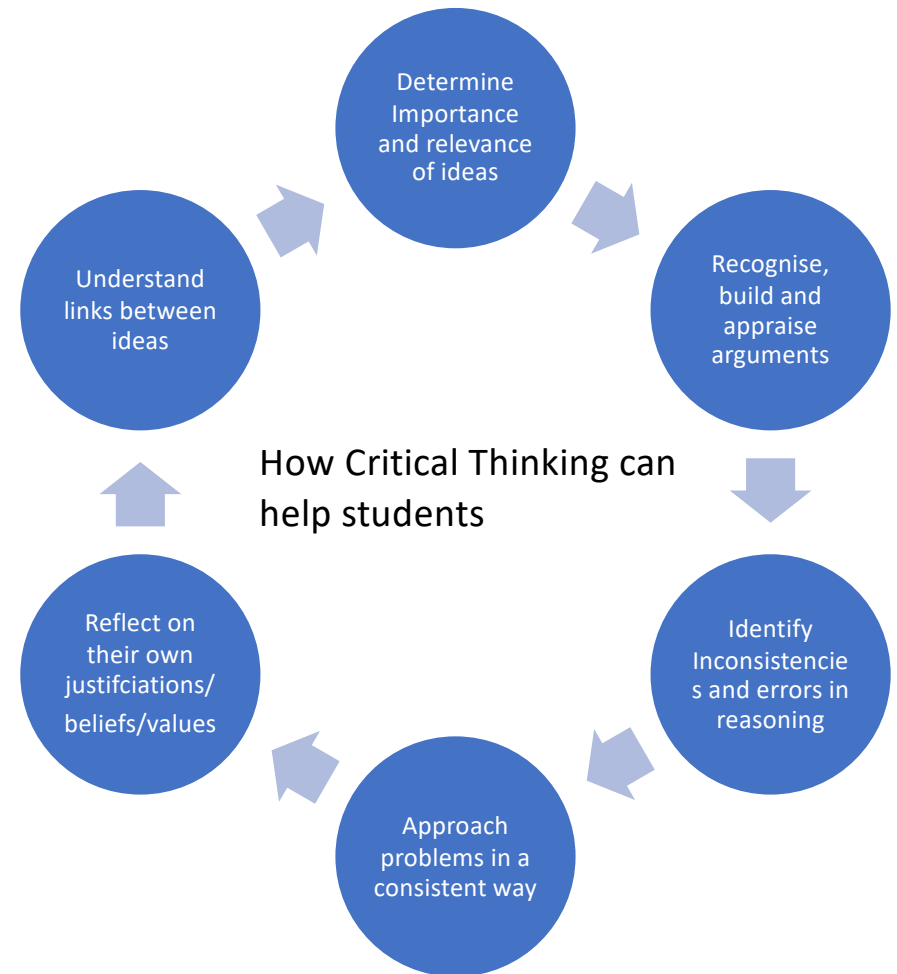 Determine
Importance
and relevance
of ideas
Recognise,
build and
appraise
arguments
Identify
Inconsistencie
s and errors in
reasoning
Approach
problems in a
consistent way
Reflect on
their own
justifciations/
beliefs/values
Understand
links between
ideas
How Critical Thinking can
help students